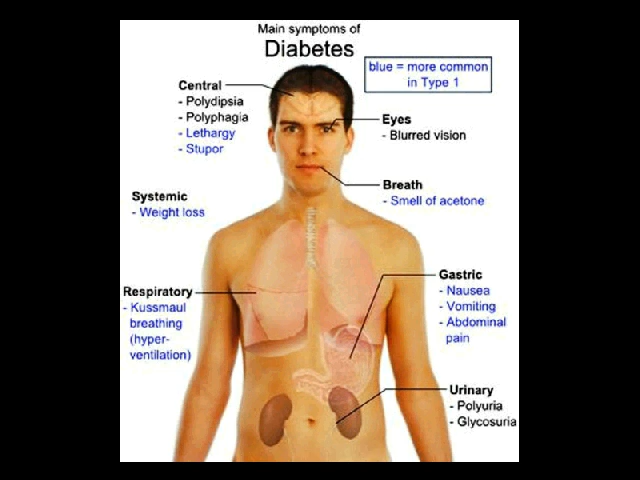 Main symptoms of
Diabetes
blue = more common
in Type 1
Central
- Polydipsia
- Polyphagia
- Lethargy
- Stupor
Eyes
- Blurred vision
Breath
- Smell of acetone
Systemic
- Weight loss
Gastric
- Nausea
- Vomiting
- Abdominal
pain
Respiratory
- Kussmaul
breathing
(hyper-
ventilation)
Urinary
- Polyuria
- Glycosuria